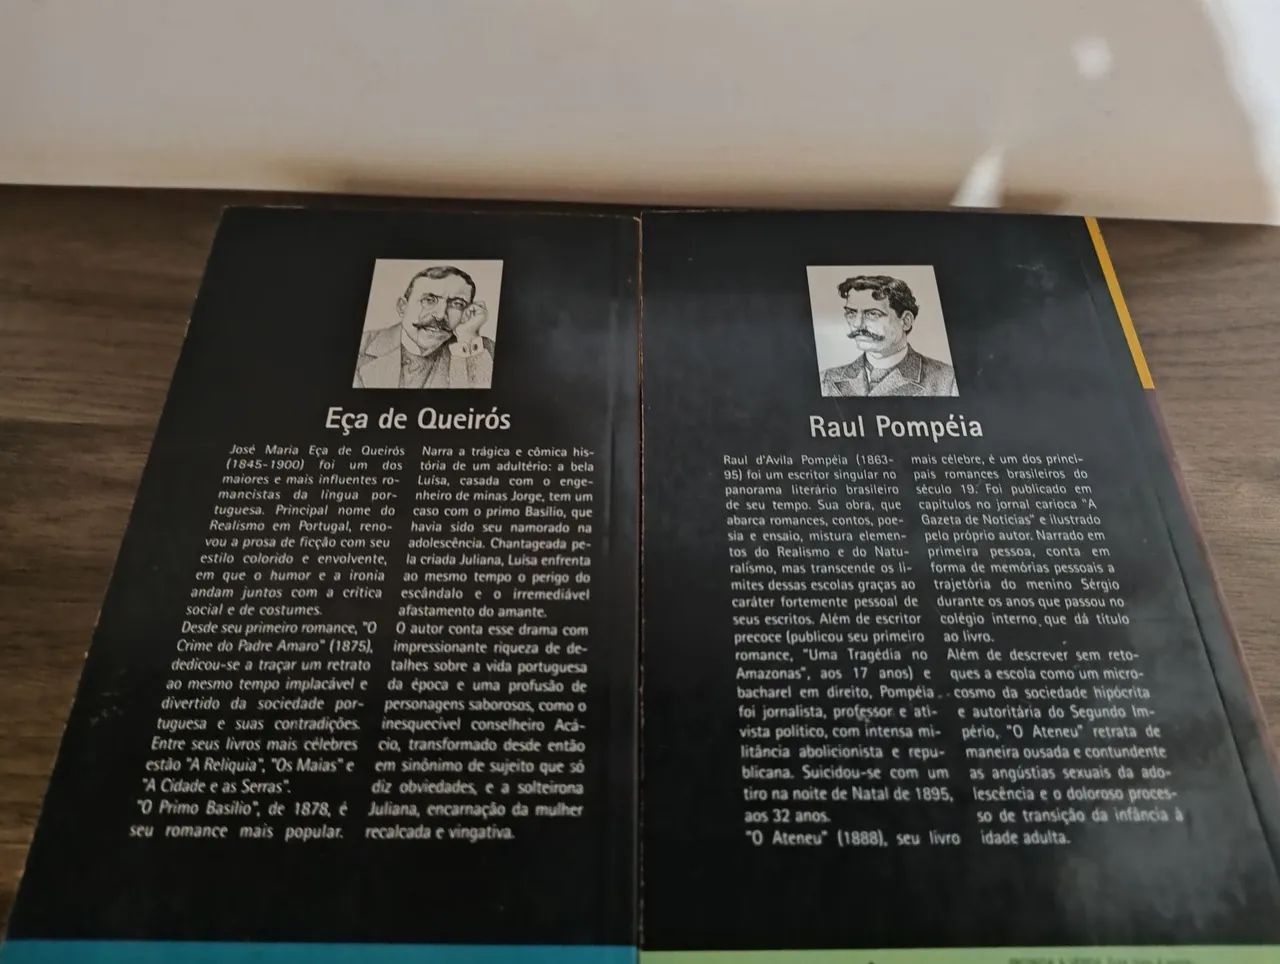 Eça de Queirós
José Maria Eça de Queirós
(1845-1900) foi um dos
maiores e mais influentes ro-
mancistas da língua por-
tuguesa. Principal nome do
Realismo em Portugal, reno-
vou a prosa de ficção com seu
estilo colorido e envolvente,
em que o humor e a ironia
andam juntos com a crítica
social e de costumes.
Desde seu primeiro romance, "O
Crime do Padre Amaro" (1875),
dedicou-se a traçar um retrato
ao mesmo tempo implacável e
divertido da sociedade por-
tuguesa e suas contradições.
Entre seus livros mais célebres
estão "A Relíquia", "Os Maias" e
"A Cidade e as Serras".
"O Primo Basílio", de 1878, é
seu romance mais popular.
Narra a trágica e cômica his-
tória de um adultério: a bela
Luísa, casada com o enge-
nheiro de minas Jorge, tem um
caso com o primo Basílio, que
havia sido seu namorado na
adolescência. Chantageada pe-
la criada Juliana, Luísa enfrenta
ao mesmo tempo o perigo do
escândalo e o irremediável
afastamento do amante.
O autor conta esse drama com
impressionante riqueza de de-
talhes sobre a vida portuguesa
da época e uma profusão de
personagens saborosos, como o
inesquecível conselheiro Acá-
cio, transformado desde então
em sinônimo de sujeito que só
diz obviedades, e a solteirona
Juliana, encarnação da mulher
recalcada e vingativa.
Raul Pompéia
Raul d'Avila Pompéia (1863-
95) foi um escritor singular no
panorama literário brasileiro
de seu tempo. Sua obra, que
abarca romances, contos, poe-
sia e ensaio, mistura elemen-
tos do Realismo e do Natu-
ralismo, mas transcende os li-
mites dessas escolas graças ao
caráter fortemente pessoal de
seus escritos. Além de escritor
precoce (publicou seu primeiro
romance, "Uma Tragédia no
Amazonas", aos 17 anos) e
bacharel em direito, Pompéia
foi jornalista, professor e ati-
vista político, com intensa mi-
litância abolicionista e repu-
blicana. Suicidou-se com um
tiro na noite de Natal de 1895,
aos 32 anos.
"O Ateneu" (1888), seu livro
mais célebre, é um dos princi-
pais romances brasileiros do
século 19. Foi publicado em
capítulos no jornal carioca "A
Gazeta de Notícias" e ilustrado
pelo próprio autor. Narrado em
primeira pessoa, conta em
forma de memórias pessoais a
trajetória do menino Sérgio
durante os anos que passou no
colégio interno que dá título
ao livro.
Além de descrever sem reto-
ques a escola como um micro-
cosmo da sociedade hipócrita
e autoritária do Segundo Im-
pério, "O Ateneu" retrata de
maneira ousada e contundente
as angústias sexuais da ado-
lescência e o doloroso proces-
so de transição da infância à
idade adulta.